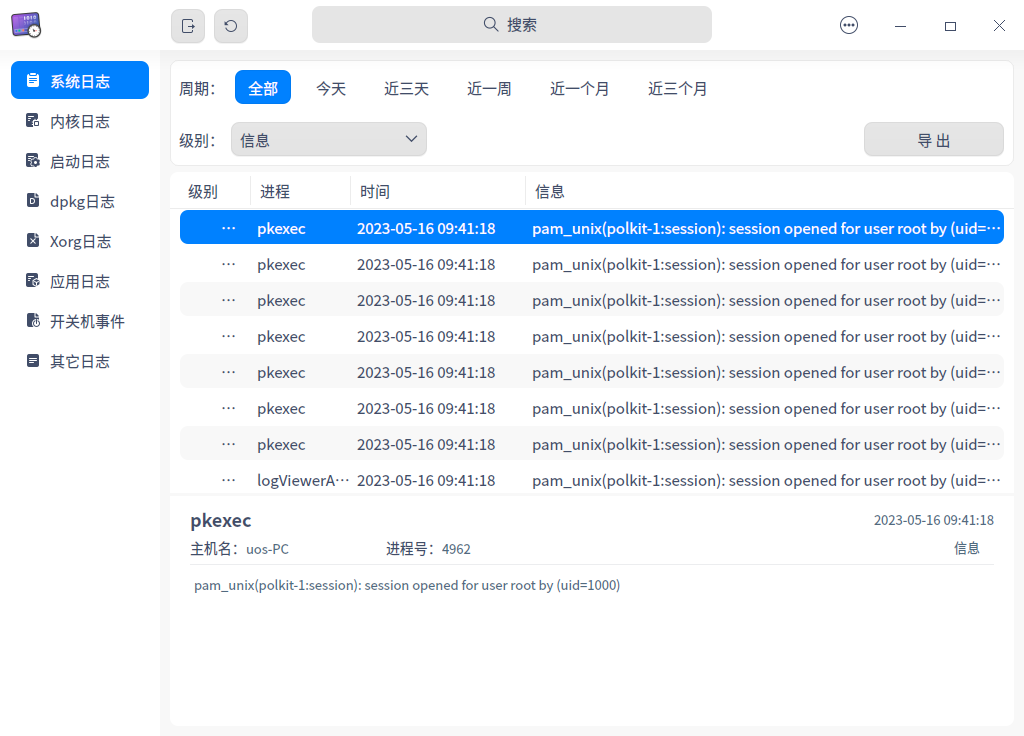 搜索
系统日志
内核日志
启动日志
dpkg日志
Xorg日志
应用日志
开关机事件
其它日志
周期： 全部 今天 近三天 近一周 近一个月 近三个月
级别： 信息 导 出
级别 进程 时间 信息
... pkexec 2023-05-16 09:41:18 pam_unix(polkit-1:session): session opened for user root by (uid=...
... pkexec 2023-05-16 09:41:18 pam_unix(polkit-1:session): session opened for user root by (uid=...
... pkexec 2023-05-16 09:41:18 pam_unix(polkit-1:session): session opened for user root by (uid=...
... pkexec 2023-05-16 09:41:18 pam_unix(polkit-1:session): session opened for user root by (uid=...
... pkexec 2023-05-16 09:41:18 pam_unix(polkit-1:session): session opened for user root by (uid=...
... pkexec 2023-05-16 09:41:18 pam_unix(polkit-1:session): session opened for user root by (uid=...
... pkexec 2023-05-16 09:41:18 pam_unix(polkit-1:session): session opened for user root by (uid=...
... logViewerA... 2023-05-16 09:41:18 pam_unix(polkit-1:session): session opened for user root by (uid=...
pkexec 2023-05-16 09:41:18
主机名： uos-PC 进程号： 4962 信息
pam_unix(polkit-1:session): session opened for user root by (uid=1000)